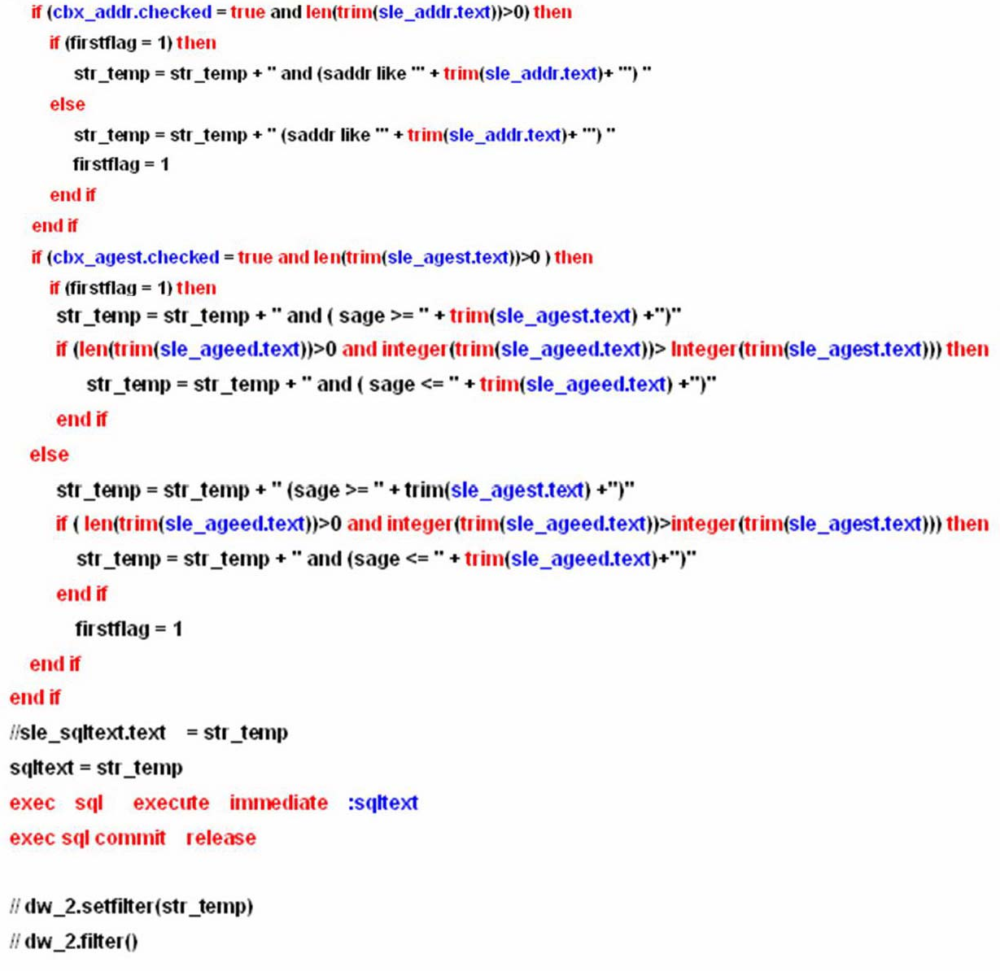 if (cbx_addr.checked = true and len(trim(sle_addr.text))>0) then
if (firstflag = 1) then
str_temp = str_temp + " and (saddr like '" + trim(sle_addr.text)+ "') "
else
str_temp = str_temp + " (saddr like '" + trim(sle_addr.text)+ "') "
firstflag = 1
end if
end if
if (cbx_agest.checked = true and len(trim(sle_agest.text))>0 ) then
if (firstflag = 1) then
str_temp = str_temp + " and ( sage >= " + trim(sle_agest.text) +")"
if (len(trim(sle_ageed.text))>0 and integer(trim(sle_ageed.text))> Integer(trim(sle_agest.text))) then
str_temp = str_temp + " and ( sage <= " + trim(sle_ageed.text) +")"
end if
else
str_temp = str_temp + " (sage >= " + trim(sle_agest.text) +")"
if ( len(trim(sle_ageed.text))>0 and integer(trim(sle_ageed.text))>integer(trim(sle_agest.text))) then
str_temp = str_temp + " and (sage <= " + trim(sle_ageed.text)+")"
end if
firstflag = 1
end if
end if
//sle_sqltext.text = str_temp
sqltext = str_temp
exec sql execute immediate :sqltext
exec sql commit release
// dw_2.setfilter(str_temp)
// dw_2.filter()